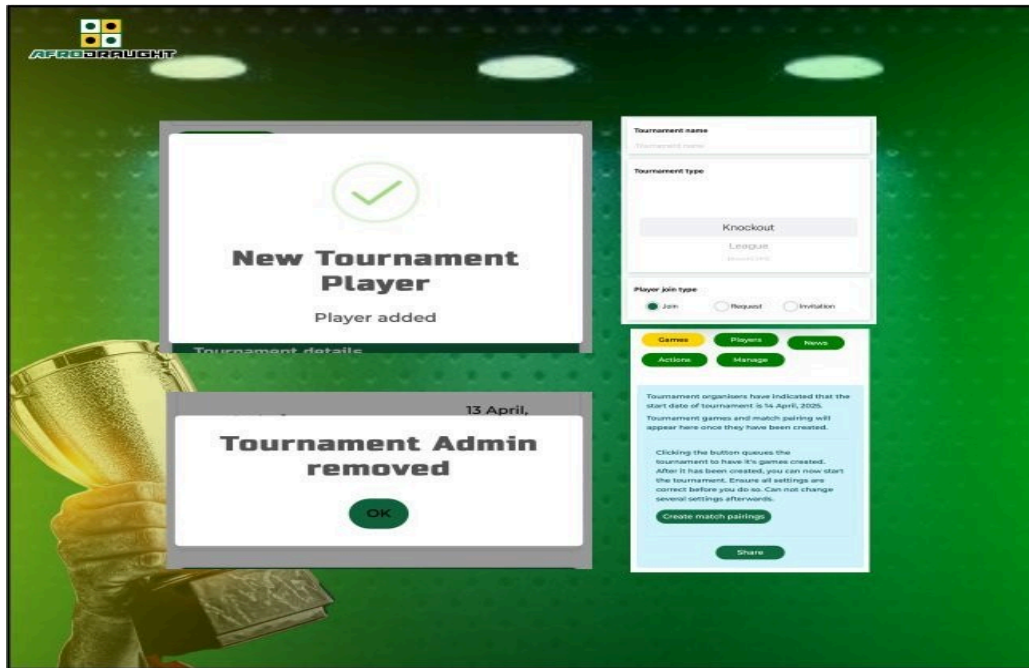 AFRODRAUGHT
New Tournament
Player
Player added
Tournament details
13 April,
Tournament Admin
removed
OK
Tournament name
Tournament name
Tournament type
Knockout
League
Player join type
Join
Request
Invitation
Games
Players
News
Actions
Manage
Tournament organisers have indicated that the
start date of tournament is 14 April, 2025.
Tournament games and match pairing will
appear here once they have been created.
Clicking the button queues the
tournament to have it's games created.
After it has been created, you can now start
the tournament. Ensure all settings are
correct before you do so. Can not change
several settings afterwards.
Create match pairings
Share